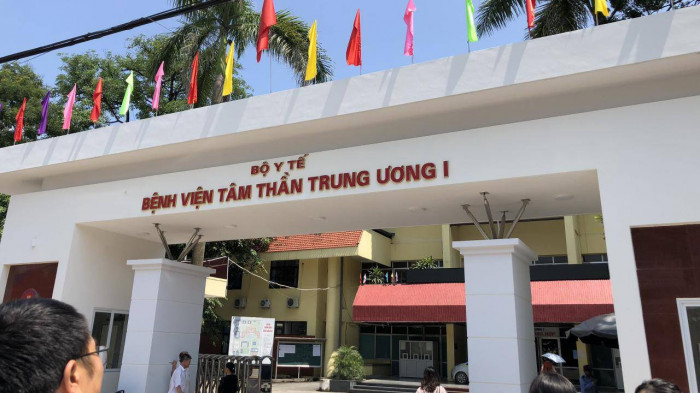 BỘ Y TẾ
BỆNH VIỆN TÂM THẦN TRUNG ƯƠNG I